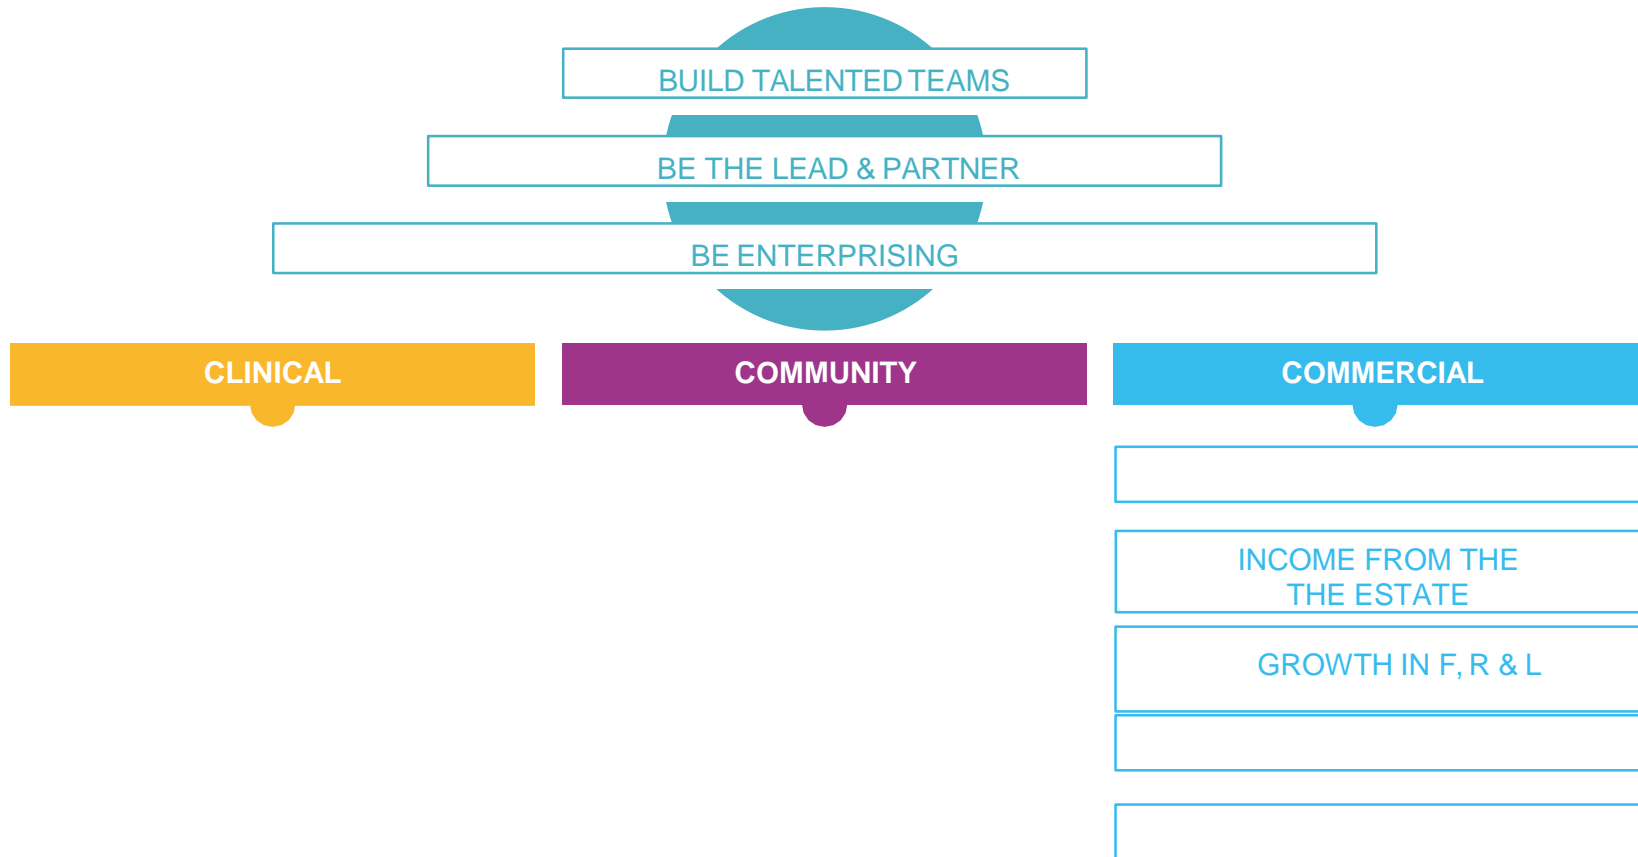 BUILD TALENTED TEAMS
BE THE LEAD & PARTNER
BE ENTERPRISING
CLINICAL
COMMUNITY
COMMERCIAL
INCOME FROM THE
THE ESTATE
GROWTH IN F, R & L